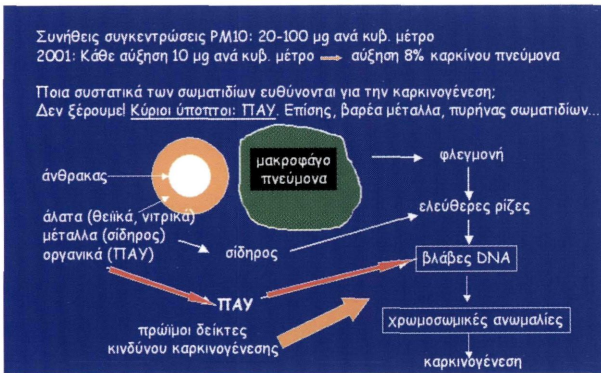 Συνήθεις συγκεντρώσεις PM10: 20-100 μg ανά κυβ. μέτρο
2001: Κάθε αύξηση 10 μg ανά κυβ. μέτρο → αύξηση 8% καρκίνου πνεύμονα
Ποια συστατικά των σωματιδίων ευθύνονται για την καρκινογένεση;
Δεν ξέρουμε! Κύριοι ύποπτοι: ΠΑΥ. Επίσης, βαρέα μέταλλα, πυρήνας σωματιδίων...
μακροφάγο
πνεύμονα
φλεγμονή
άνθρακας
άλατα (θειϊκά, νιτρικά)
μέταλλα (σίδηρος)
οργανικά (ΠΑΥ)
σίδηρος
ελεύθερες ρίζες
βλάβες DNA
ΠΑΥ
πρώϊμοι δείκτες
κινδύνου καρκινογένεσης
χρωμοσωμικές ανωμαλίες
καρκινογένεση